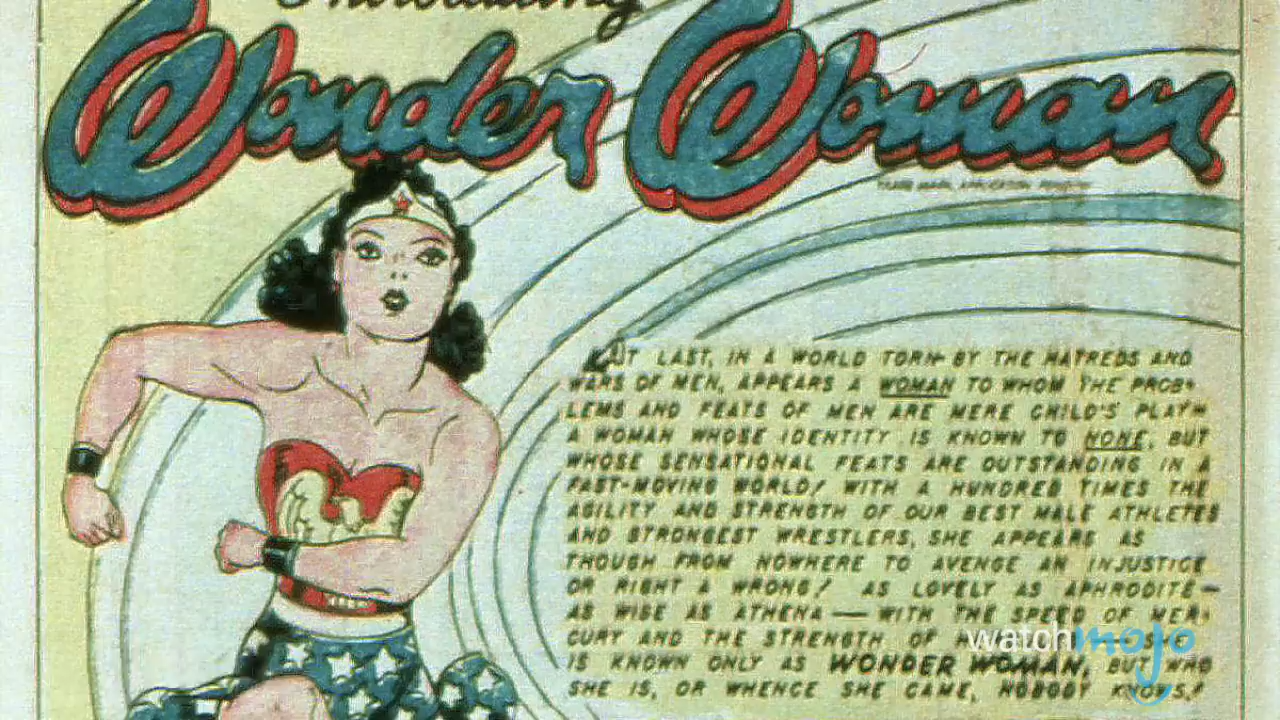 Introducing
Wonder Woman
TRADE MARK APPLICATION PENDING
AT LAST, IN A WORLD TORN BY THE HATREDS AND
WARS OF MEN, APPEARS A WOMAN TO WHOM THE PROB-
LEMS AND FEATS OF MEN ARE MERE CHILD'S PLAY—
A WOMAN WHOSE IDENTITY IS KNOWN TO NONE, BUT
WHOSE SENSATIONAL FEATS ARE OUTSTANDING IN A
FAST-MOVING WORLD! WITH A HUNDRED TIMES THE
AGILITY AND STRENGTH OF OUR BEST MALE ATHLETES
AND STRONGEST WRESTLERS, SHE APPEARS AS
THOUGH FROM NOWHERE TO AVENGE AN INJUSTICE
OR RIGHT A WRONG! AS LOVELY AS APHRODITE—
AS WISE AS ATHENA — WITH THE SPEED OF MER-
CURY AND THE STRENGTH OF
IS KNOWN ONLY AS WONDER WOMAN, BUT WHO
SHE IS, OR WHENCE SHE CAME, NOBODY KNOWS!
watchmojo